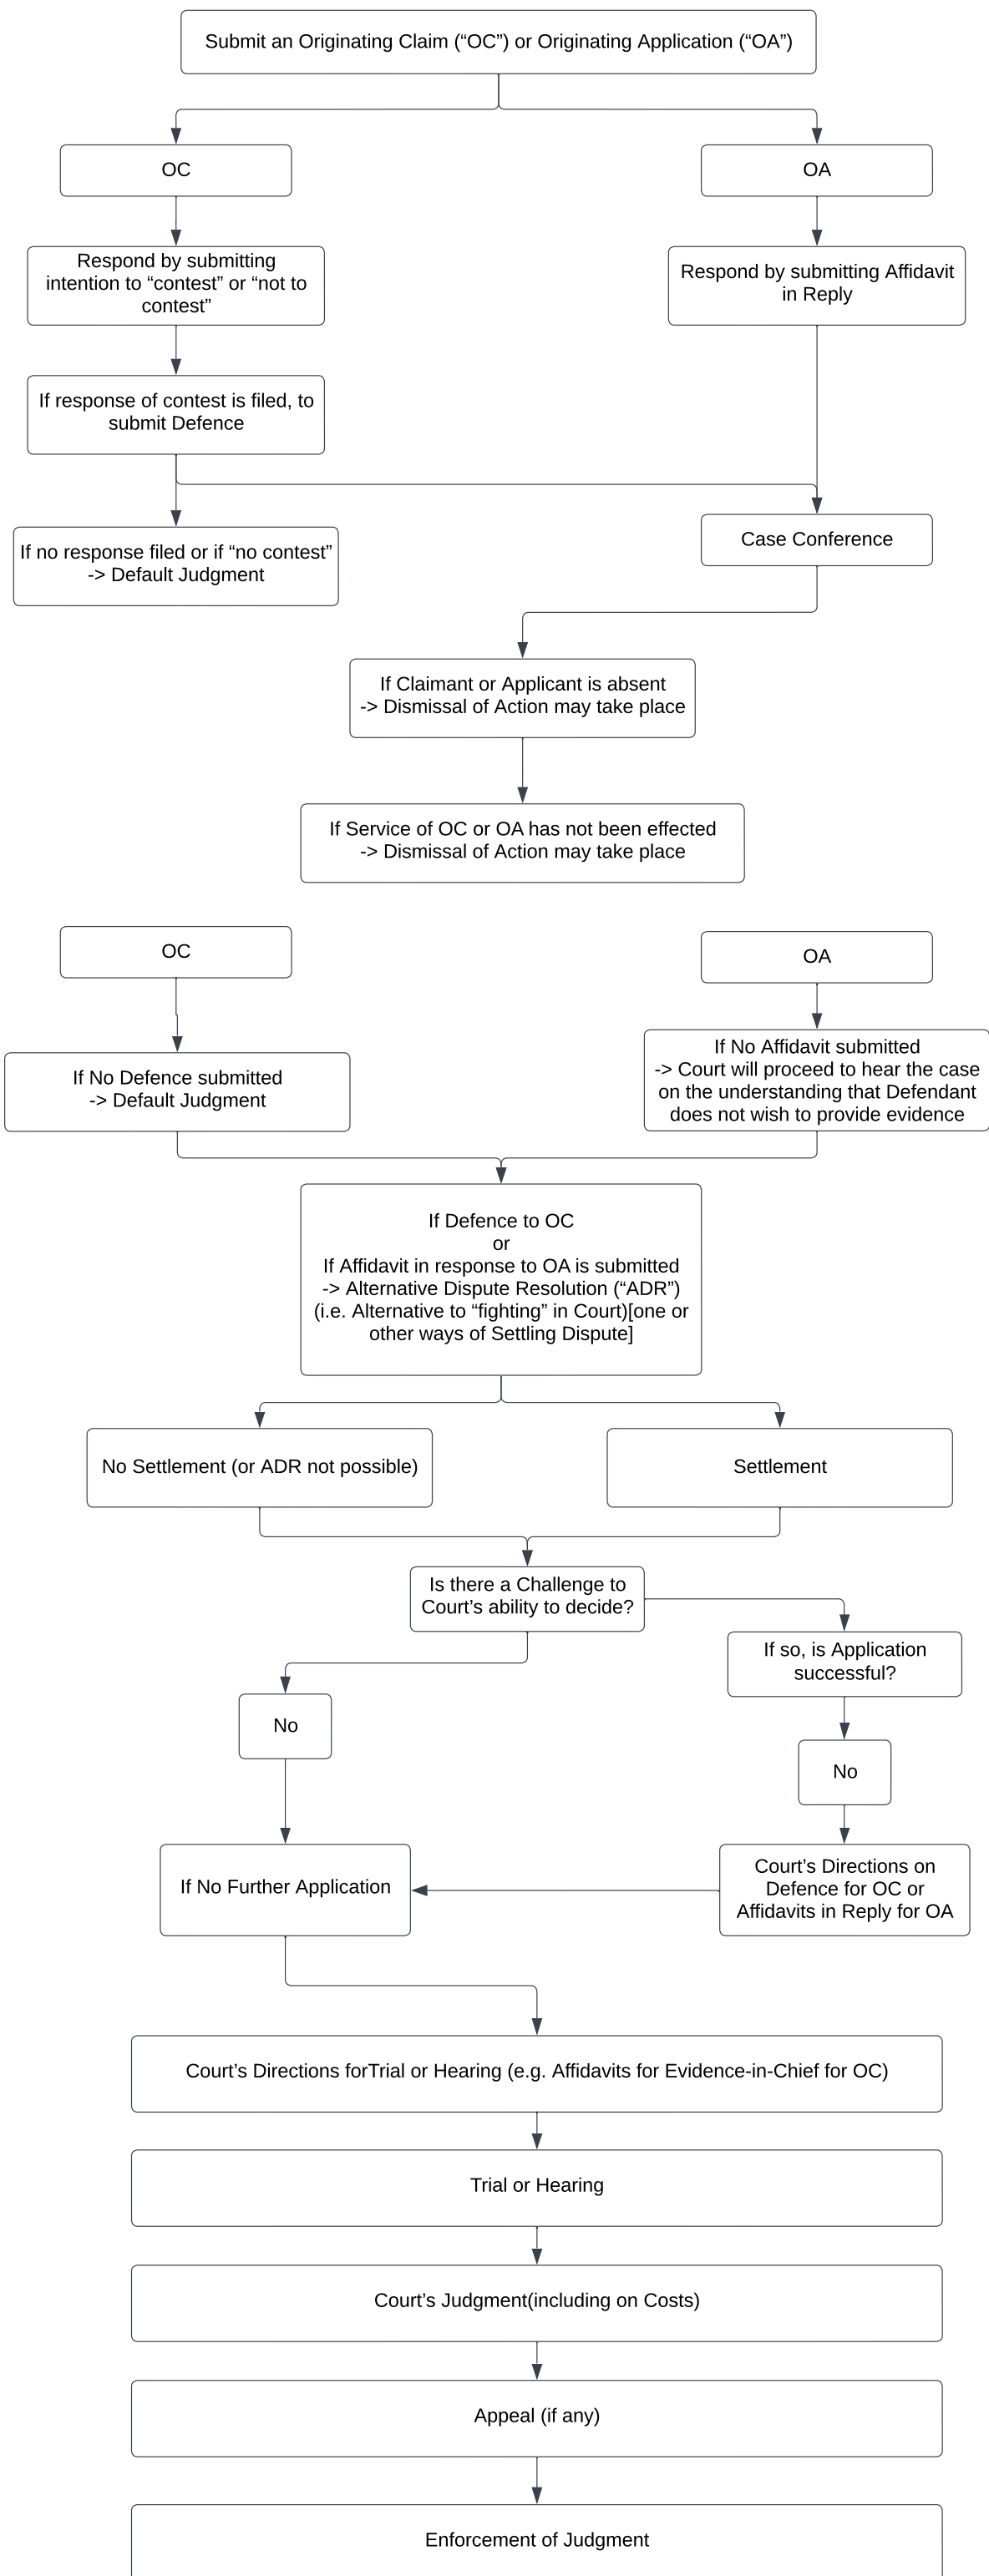 Submit an Originating Claim (“OC”) or Originating Application (“OA”)
OC
OA
Respond by submitting
intention to “contest” or “not to
contest”
Respond by submitting Affidavit
in Reply
If response of contest is filed, to
submit Defence
If no response filed or if “no contest”
-> Default Judgment
Case Conference
If Claimant or Applicant is absent
-> Dismissal of Action may take place
If Service of OC or OA has not been effected
-> Dismissal of Action may take place
OC
OA
If No Defence submitted
-> Default Judgment
If No Affidavit submitted
-> Court will proceed to hear the case
on the understanding that Defendant
does not wish to provide evidence
If Defence to OC
or
If Affidavit in response to OA is submitted
-> Alternative Dispute Resolution (“ADR”)
(i.e. Alternative to “fighting” in Court)[one or
other ways of Settling Dispute]
No Settlement (or ADR not possible)
Settlement
Is there a Challenge to
Court’s ability to decide?
If so, is Application
successful?
No
No
If No Further Application
Court’s Directions on
Defence for OC or
Affidavits in Reply for OA
Court’s Directions forTrial or Hearing (e.g. Affidavits for Evidence-in-Chief for OC)
Trial or Hearing
Court’s Judgment(including on Costs)
Appeal (if any)
Enforcement of Judgment